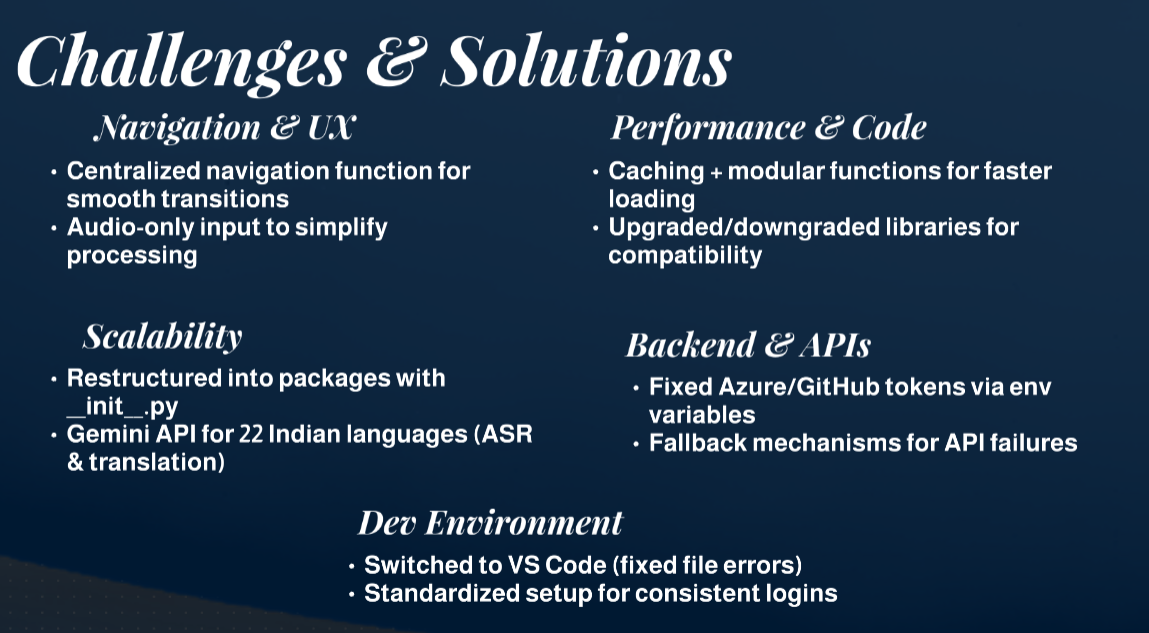 Challenges & Solutions
Navigation & UX
• Centralized navigation function for
smooth transitions
• Audio-only input to simplify
processing
Performance & Code
• Caching + modular functions for faster
loading
• Upgraded/downgraded libraries for
compatibility
Scalability
• Restructured into packages with
__init__.py
• Gemini API for 22 Indian languages (ASR
& translation)
Backend & APIs
• Fixed Azure/GitHub tokens via env
variables
• Fallback mechanisms for API failures
Dev Environment
• Switched to VS Code (fixed file errors)
• Standardized setup for consistent logins